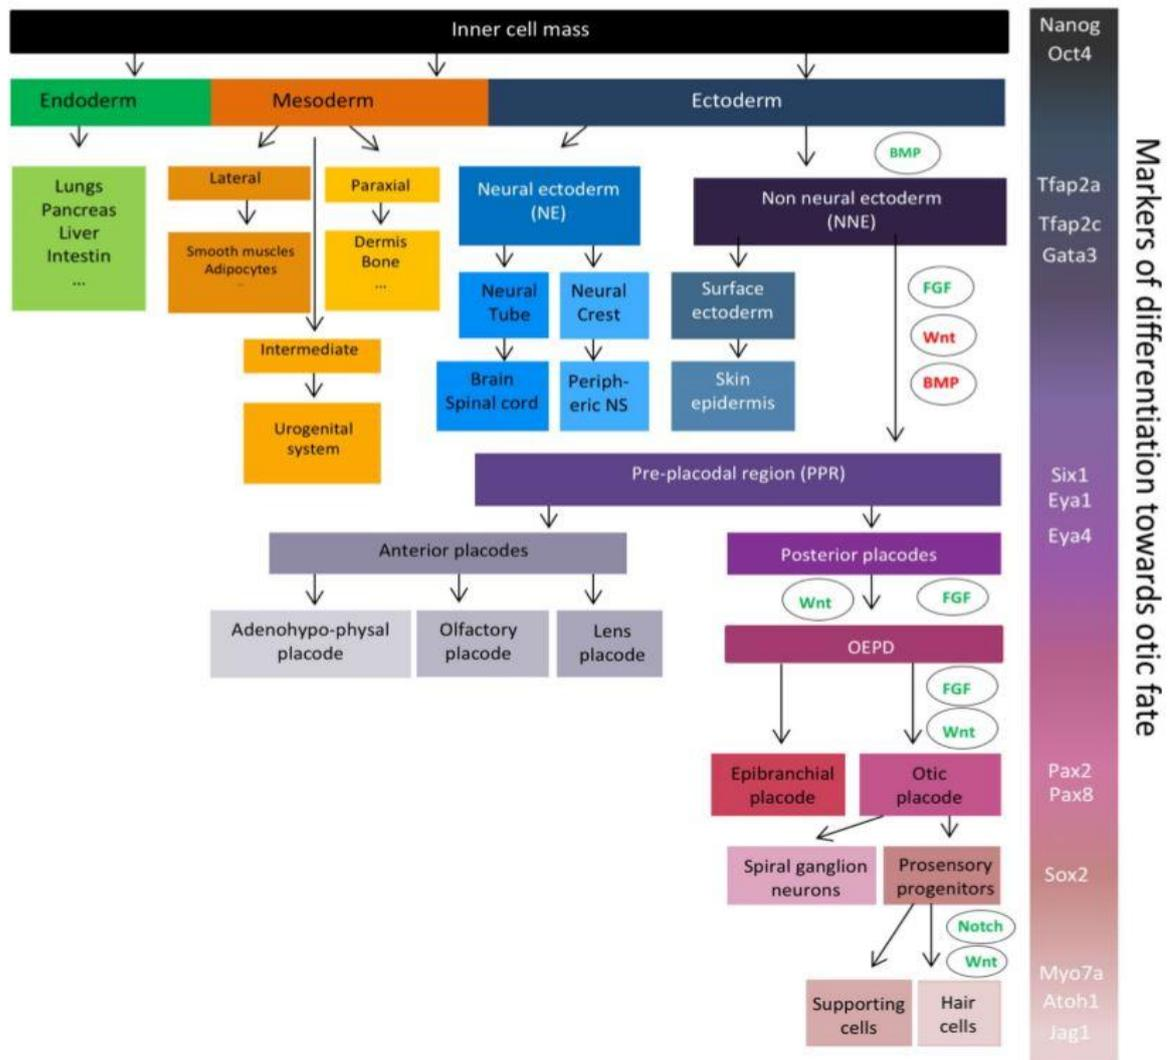 Inner cell mass
Endoderm
Mesoderm
Ectoderm
BMP
Lungs
Pancreas
Liver
Intestin
...
Lateral
Smooth muscles
Adipocytes
..
Paraxial
Dermis
Bone
...
Intermediate
Urogenital
system
Neural ectoderm
(NE)
Neural
Tube
Brain
Spinal cord
Neural
Crest
Periph-
eric NS
Non neural ectoderm
(NNE)
Surface
ectoderm
Skin
epidermis
FGF
Wnt
BMP
Pre-placodal region (PPR)
Anterior placodes
Adenohypo-physal
placode
Olfactory
placode
Lens
placode
Posterior placodes
Wnt
FGF
OEPD
FGF
Wnt
Epibranchial
placode
Otic
placode
Spiral ganglion
neurons
Prosensory
progenitors
Notch
Wnt
Supporting
cells
Hair
cells
Nanog
Oct4
Tfap2a
Tfap2c
Gata3
Six1
Eya1
Eya4
Pax2
Pax8
Sox2
Myo7a
Atoh1
Jag1
Markers of differentiation towards otic fate